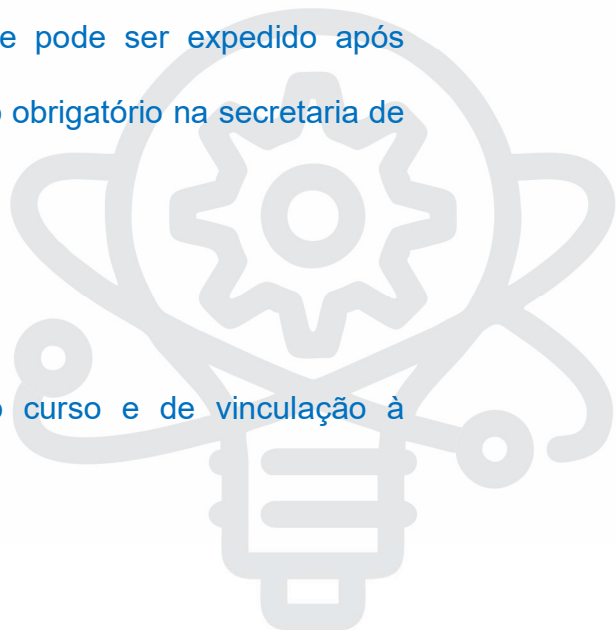 e pode ser expedido após
o obrigatório na secretaria de
o curso e de vinculação à